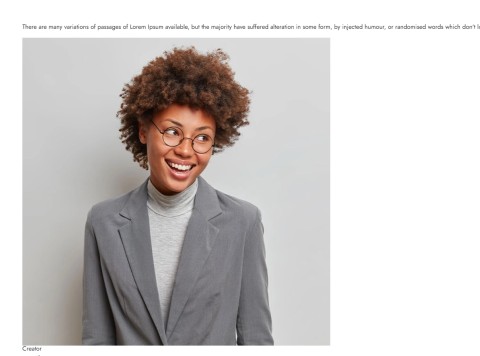 There are many variations of passages of Lorem Ipsum available, but the majority have suffered alteration in some form, by injected humour, or randomised words which don't
Creator